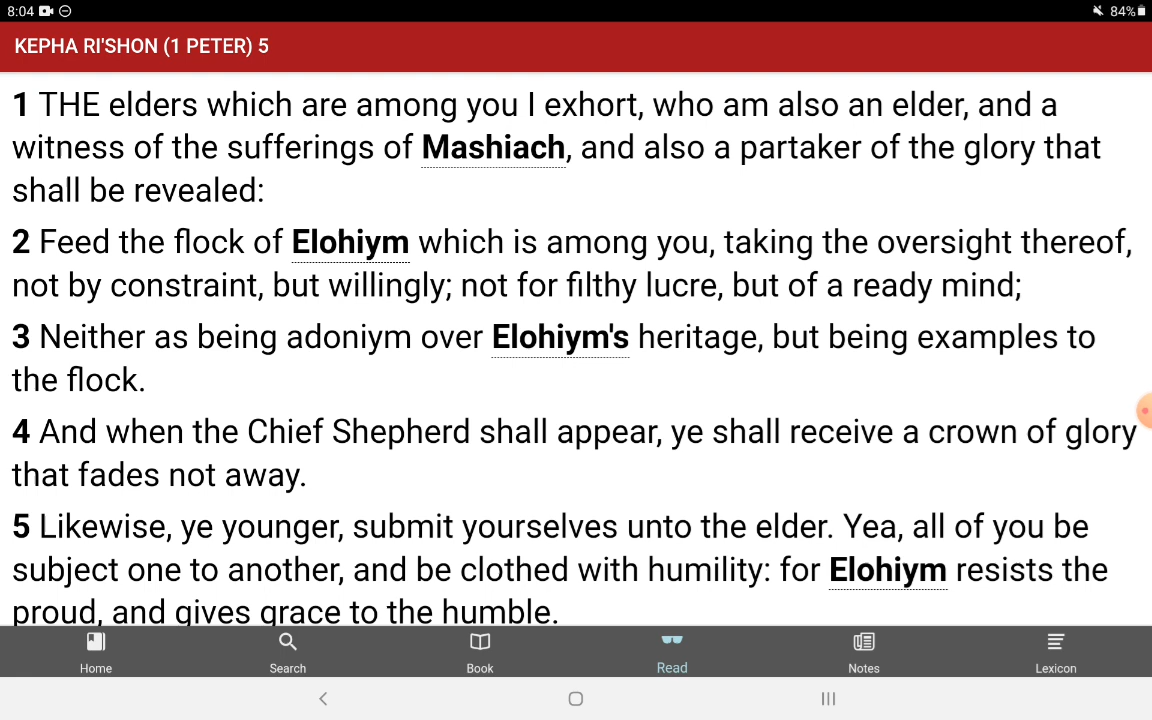 8:04
84%
KEPHA RI'SHON (1 PETER) 5
1 THE elders which are among you I exhort, who am also an elder, and a
witness of the sufferings of Mashiach, and also a partaker of the glory that
shall be revealed:
2 Feed the flock of Elohiym which is among you, taking the oversight thereof,
not by constraint, but willingly; not for filthy lucre, but of a ready mind;
3 Neither as being adoniym over Elohiym's heritage, but being examples to
the flock.
4 And when the Chief Shepherd shall appear, ye shall receive a crown of glory
that fades not away.
5 Likewise, ye younger, submit yourselves unto the elder. Yea, all of you be
subject one to another, and be clothed with humility: for Elohiym resists the
proud, and gives grace to the humble.
Home Search Book Read Notes Lexicon